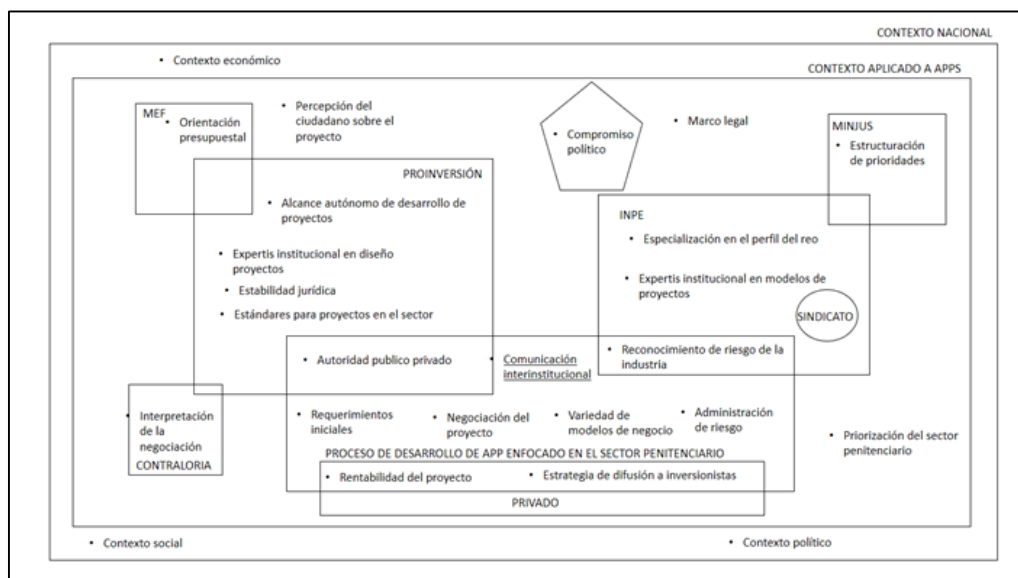 CONTEXTO NACIONAL
• Contexto económico
CONTEXTO APLICADO A APPS
MEF
• Orientación
presupuestal
• Percepción del
ciudadano sobre el
proyecto
• Compromiso
político
• Marco legal
MINJUS
• Estructuración
de prioridades
PROINVERSIÓN
• Alcance autónomo de desarrollo de
proyectos
• Expertis institucional en diseño
proyectos
• Estabilidad jurídica
• Estándares para proyectos en el sector
INPE
• Especialización en el perfil del reo
• Expertis institucional en modelos de
proyectos
SINDICATO
• Autoridad publico privado
• Comunicación
interinstitucional
• Reconocimiento de riesgo de la
industria
• Interpretación
de la
negociación
CONTRALORIA
• Requerimientos
iniciales
• Negociación del
proyecto
• Variedad de
modelos de negocio
• Administración
de riesgo
• Priorización del sector
penitenciario
PROCESO DE DESARROLLO DE APP ENFOCADO EN EL SECTOR PENITENCIARIO
• Rentabilidad del proyecto
• Estrategia de difusión a inversionistas
PRIVADO
• Contexto social
• Contexto político